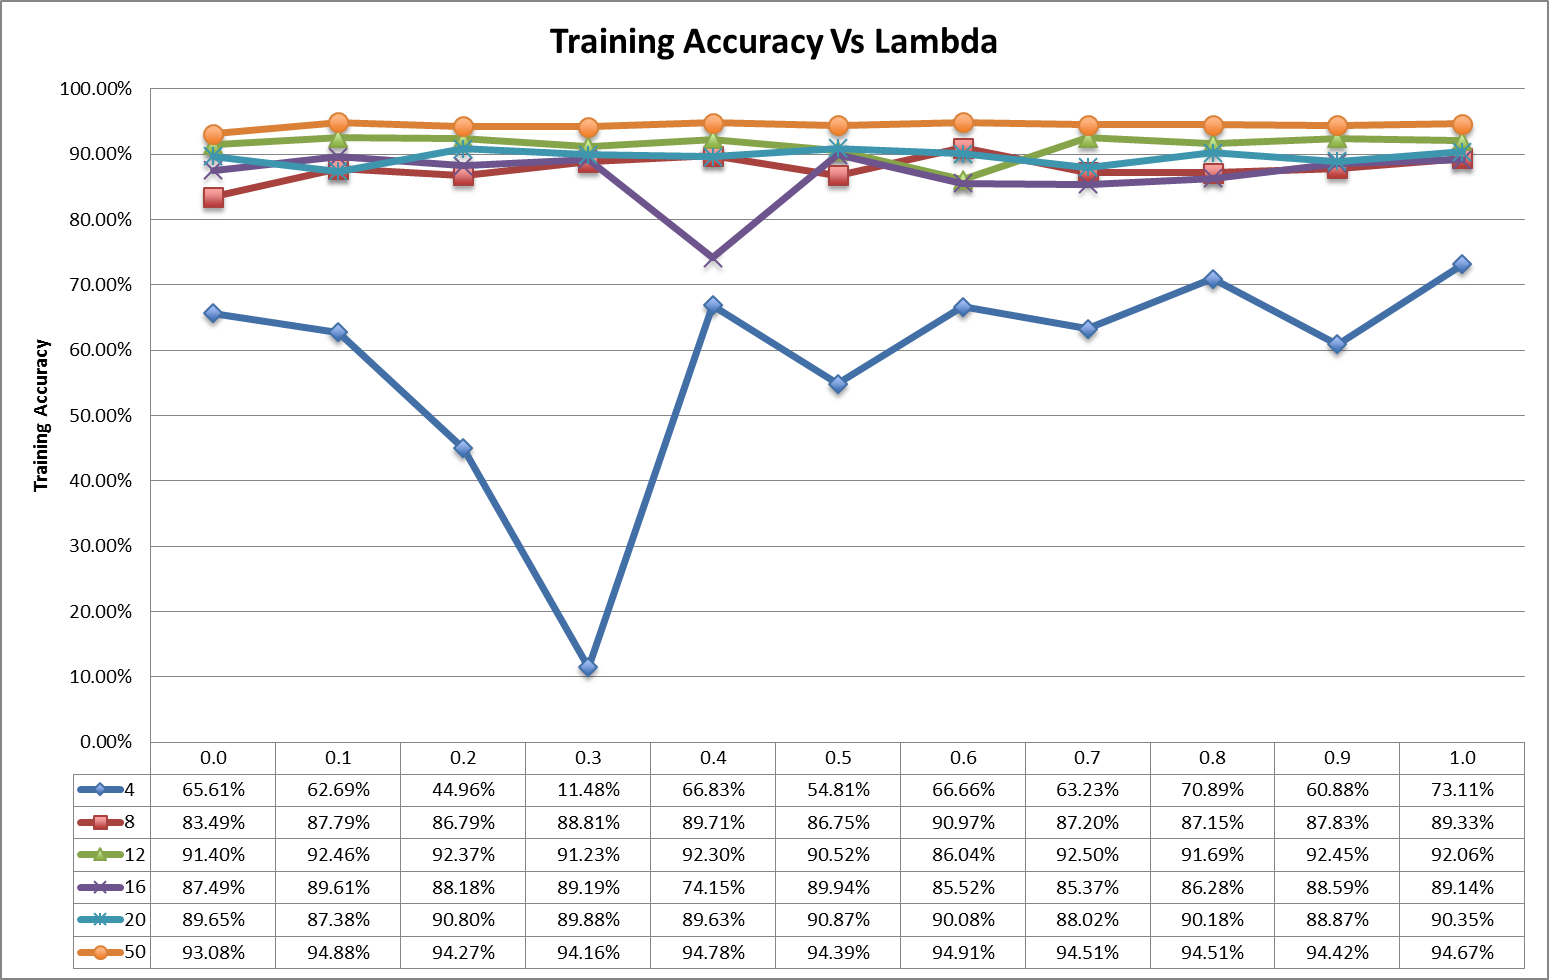 Training Accuracy Vs Lambda
100.00%
90.00%
80.00%
70.00%
60.00%
50.00%
40.00%
30.00%
20.00%
10.00%
0.00%
Training Accuracy
0.0 0.1 0.2 0.3 0.4 0.5 0.6 0.7 0.8 0.9 1.0
4 65.61% 62.69% 44.96% 11.48% 66.83% 54.81% 66.66% 63.23% 70.89% 60.88% 73.11%
8 83.49% 87.79% 86.79% 88.81% 89.71% 86.75% 90.97% 87.20% 87.15% 87.83% 89.33%
12 91.40% 92.46% 92.37% 91.23% 92.30% 90.52% 86.04% 92.50% 91.69% 92.45% 92.06%
16 87.49% 89.61% 88.18% 89.19% 74.15% 89.94% 85.52% 85.37% 86.28% 88.59% 89.14%
20 89.65% 87.38% 90.80% 89.88% 89.63% 90.87% 90.08% 88.02% 90.18% 88.87% 90.35%
50 93.08% 94.88% 94.27% 94.16% 94.78% 94.39% 94.91% 94.51% 94.51% 94.42% 94.67%